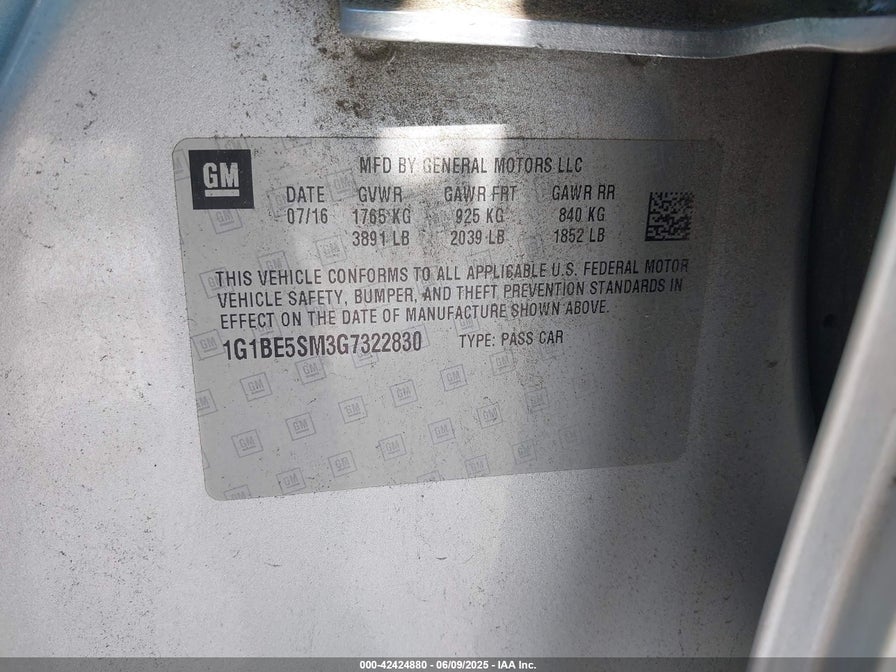 GM
MFD BY GENERAL MOTORS LLC
DATE GVWR GAWR FRT GAWR RR
07/16 1765 KG 925 KG 840 KG
3891 LB 2039 LB 1852 LB
THIS VEHICLE CONFORMS TO ALL APPLICABLE U.S. FEDERAL MOTOR
VEHICLE SAFETY, BUMPER, AND THEFT PREVENTION STANDARDS IN
EFFECT ON THE DATE OF MANUFACTURE SHOWN ABOVE.
1G1BE5SM3G7322830 TYPE: PASS CAR
000-42424880 - 06/09/2025 - IAA Inc.